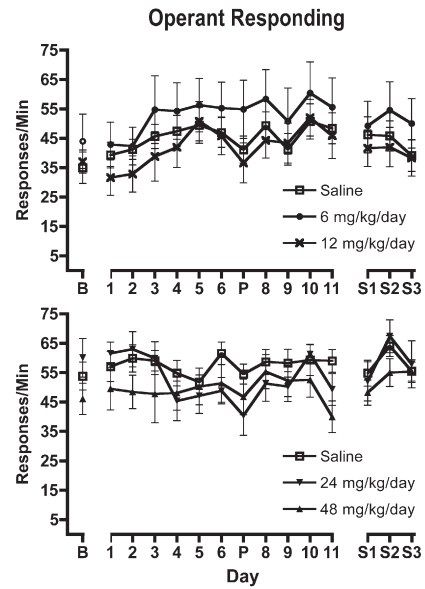 Operant Responding
Responses/Min
75
65
55
45
35
25
15
5
Saline
6 mg/kg/day
12 mg/kg/day
B 1 2 3 4 5 6 P 8 9 10 11 S1 S2 S3
Responses/Min
75
65
55
45
35
25
15
5
Saline
24 mg/kg/day
48 mg/kg/day
B 1 2 3 4 5 6 P 8 9 10 11 S1 S2 S3
Day